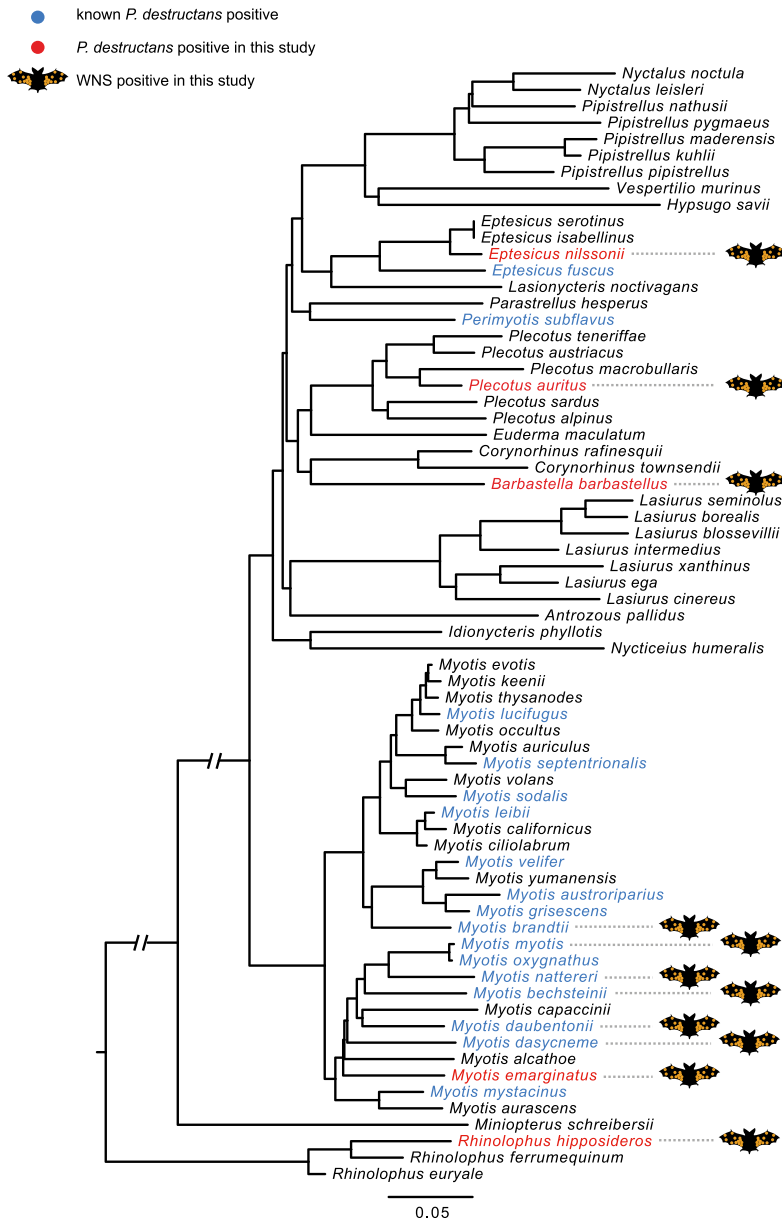 known P. destructans positive
P. destructans positive in this study
WNS positive in this study
Nyctalus noctula
Nyctalus leisleri
Pipistrellus nathusii
Pipistrellus pygmaeus
Pipistrellus maderensis
Pipistrellus kuhlii
Pipistrellus pipistrellus
Vespertilio murinus
Hypsugo savii
Eptesicus serotinus
Eptesicus isabellinus
Eptesicus nilssonii
Eptesicus fuscus
Lasionycteris noctivagans
Parastrellus hesperus
Perimyotis subflavus
Plecotus teneriffae
Plecotus austriacus
Plecotus macrobullaris
Plecotus auritus
Plecotus sardus
Plecotus alpinus
Euderma maculatum
Corynorhinus rafinesquii
Corynorhinus townsendii
Barbastella barbastellus
Lasiurus seminolus
Lasiurus borealis
Lasiurus blossevillii
Lasiurus intermedius
Lasiurus xanthinus
Lasiurus ega
Lasiurus cinereus
Antrozous pallidus
Idionycteris phyllotis
Nycticeius humeralis
Myotis evotis
Myotis keenii
Myotis thysanodes
Myotis lucifugus
Myotis occultus
Myotis auriculus
Myotis septentrionalis
Myotis volans
Myotis sodalis
Myotis leibii
Myotis californicus
Myotis ciliolabrum
Myotis velifer
Myotis yumanensis
Myotis austroriparius
Myotis grisescens
Myotis brandtii
Myotis myotis
Myotis oxygnathus
Myotis nattereri
Myotis bechsteinii
Myotis capaccinii
Myotis daubentonii
Myotis dasycneme
Myotis alcathoe
Myotis emarginatus
Myotis mystacinus
Myotis aurascens
Miniopterus schreibersii
Rhinolophus hipposideros
Rhinolophus ferrumequinum
Rhinolophus euryale
0.05